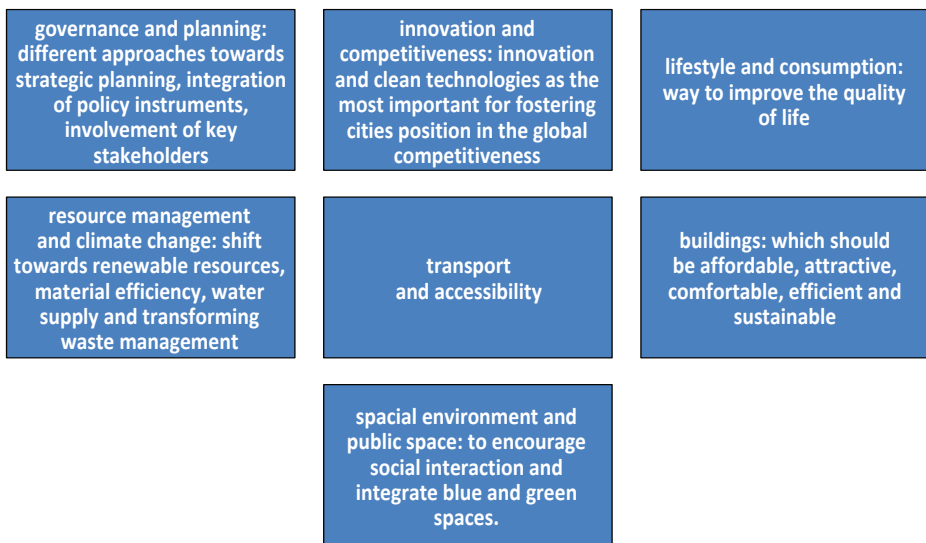 governance and planning:
different approaches towards
strategic planning, integration
of policy instruments,
involvement of key
stakeholders
innovation and
competitiveness: innovation
and clean technologies as the
most important for fostering
cities position in the global
competitiveness
lifestyle and consumption:
way to improve the quality
of life
resource management
and climate change: shift
towards renewable resources,
material efficiency, water
supply and transforming
waste management
transport
and accessibility
buildings: which should
be affordable, attractive,
comfortable, efficient and
sustainable
spacial environment and
public space: to encourage
social interaction and
integrate blue and green
spaces.